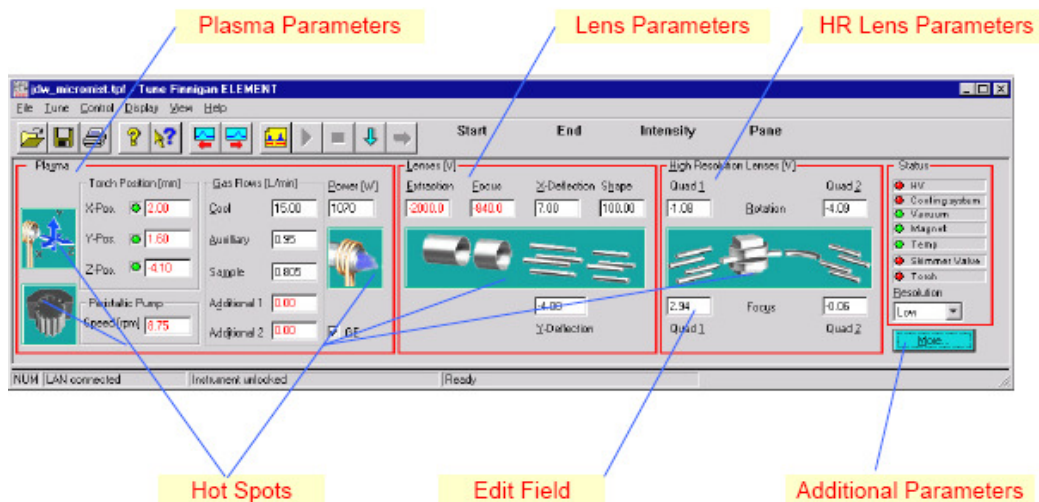 Plasma Parameters
Lens Parameters
HR Lens Parameters
jdw_micromist.tpl - Tune Finnigan ELEMENT
File Tune Control Display View Help
Start End Intensity Pane
Plasma
Torch Position [mm]
X-Pos. 2.00
Y-Pos. 1.60
Z-Pos. -4.10
Peristaltic Pump
Speed [rpm] 8.75
Gas Flows [L/min]
Cool 15.00
Auxiliary 0.95
Sample 0.805
Additional 1 0.00
Additional 2 0.00
Power [W]
1020
Lenses [V]
Extraction Focus X-Deflection Shape
-2000.0 -840.0 7.00 100.00
-4.00
Y-Deflection
High Resolution Lenses [V]
Quad 1 Quad 2
-1.08 Rotation -4.09
2.94 Focus -0.06
Quad 1 Quad 2
Status
HV
Cooling system
Vacuum
Magnet
Temp
Skimmer Valve
Torch
Resolution
Low
More...
NUM LAN connected Instrument unlocked Ready
Hot Spots
Edit Field
Additional Parameters